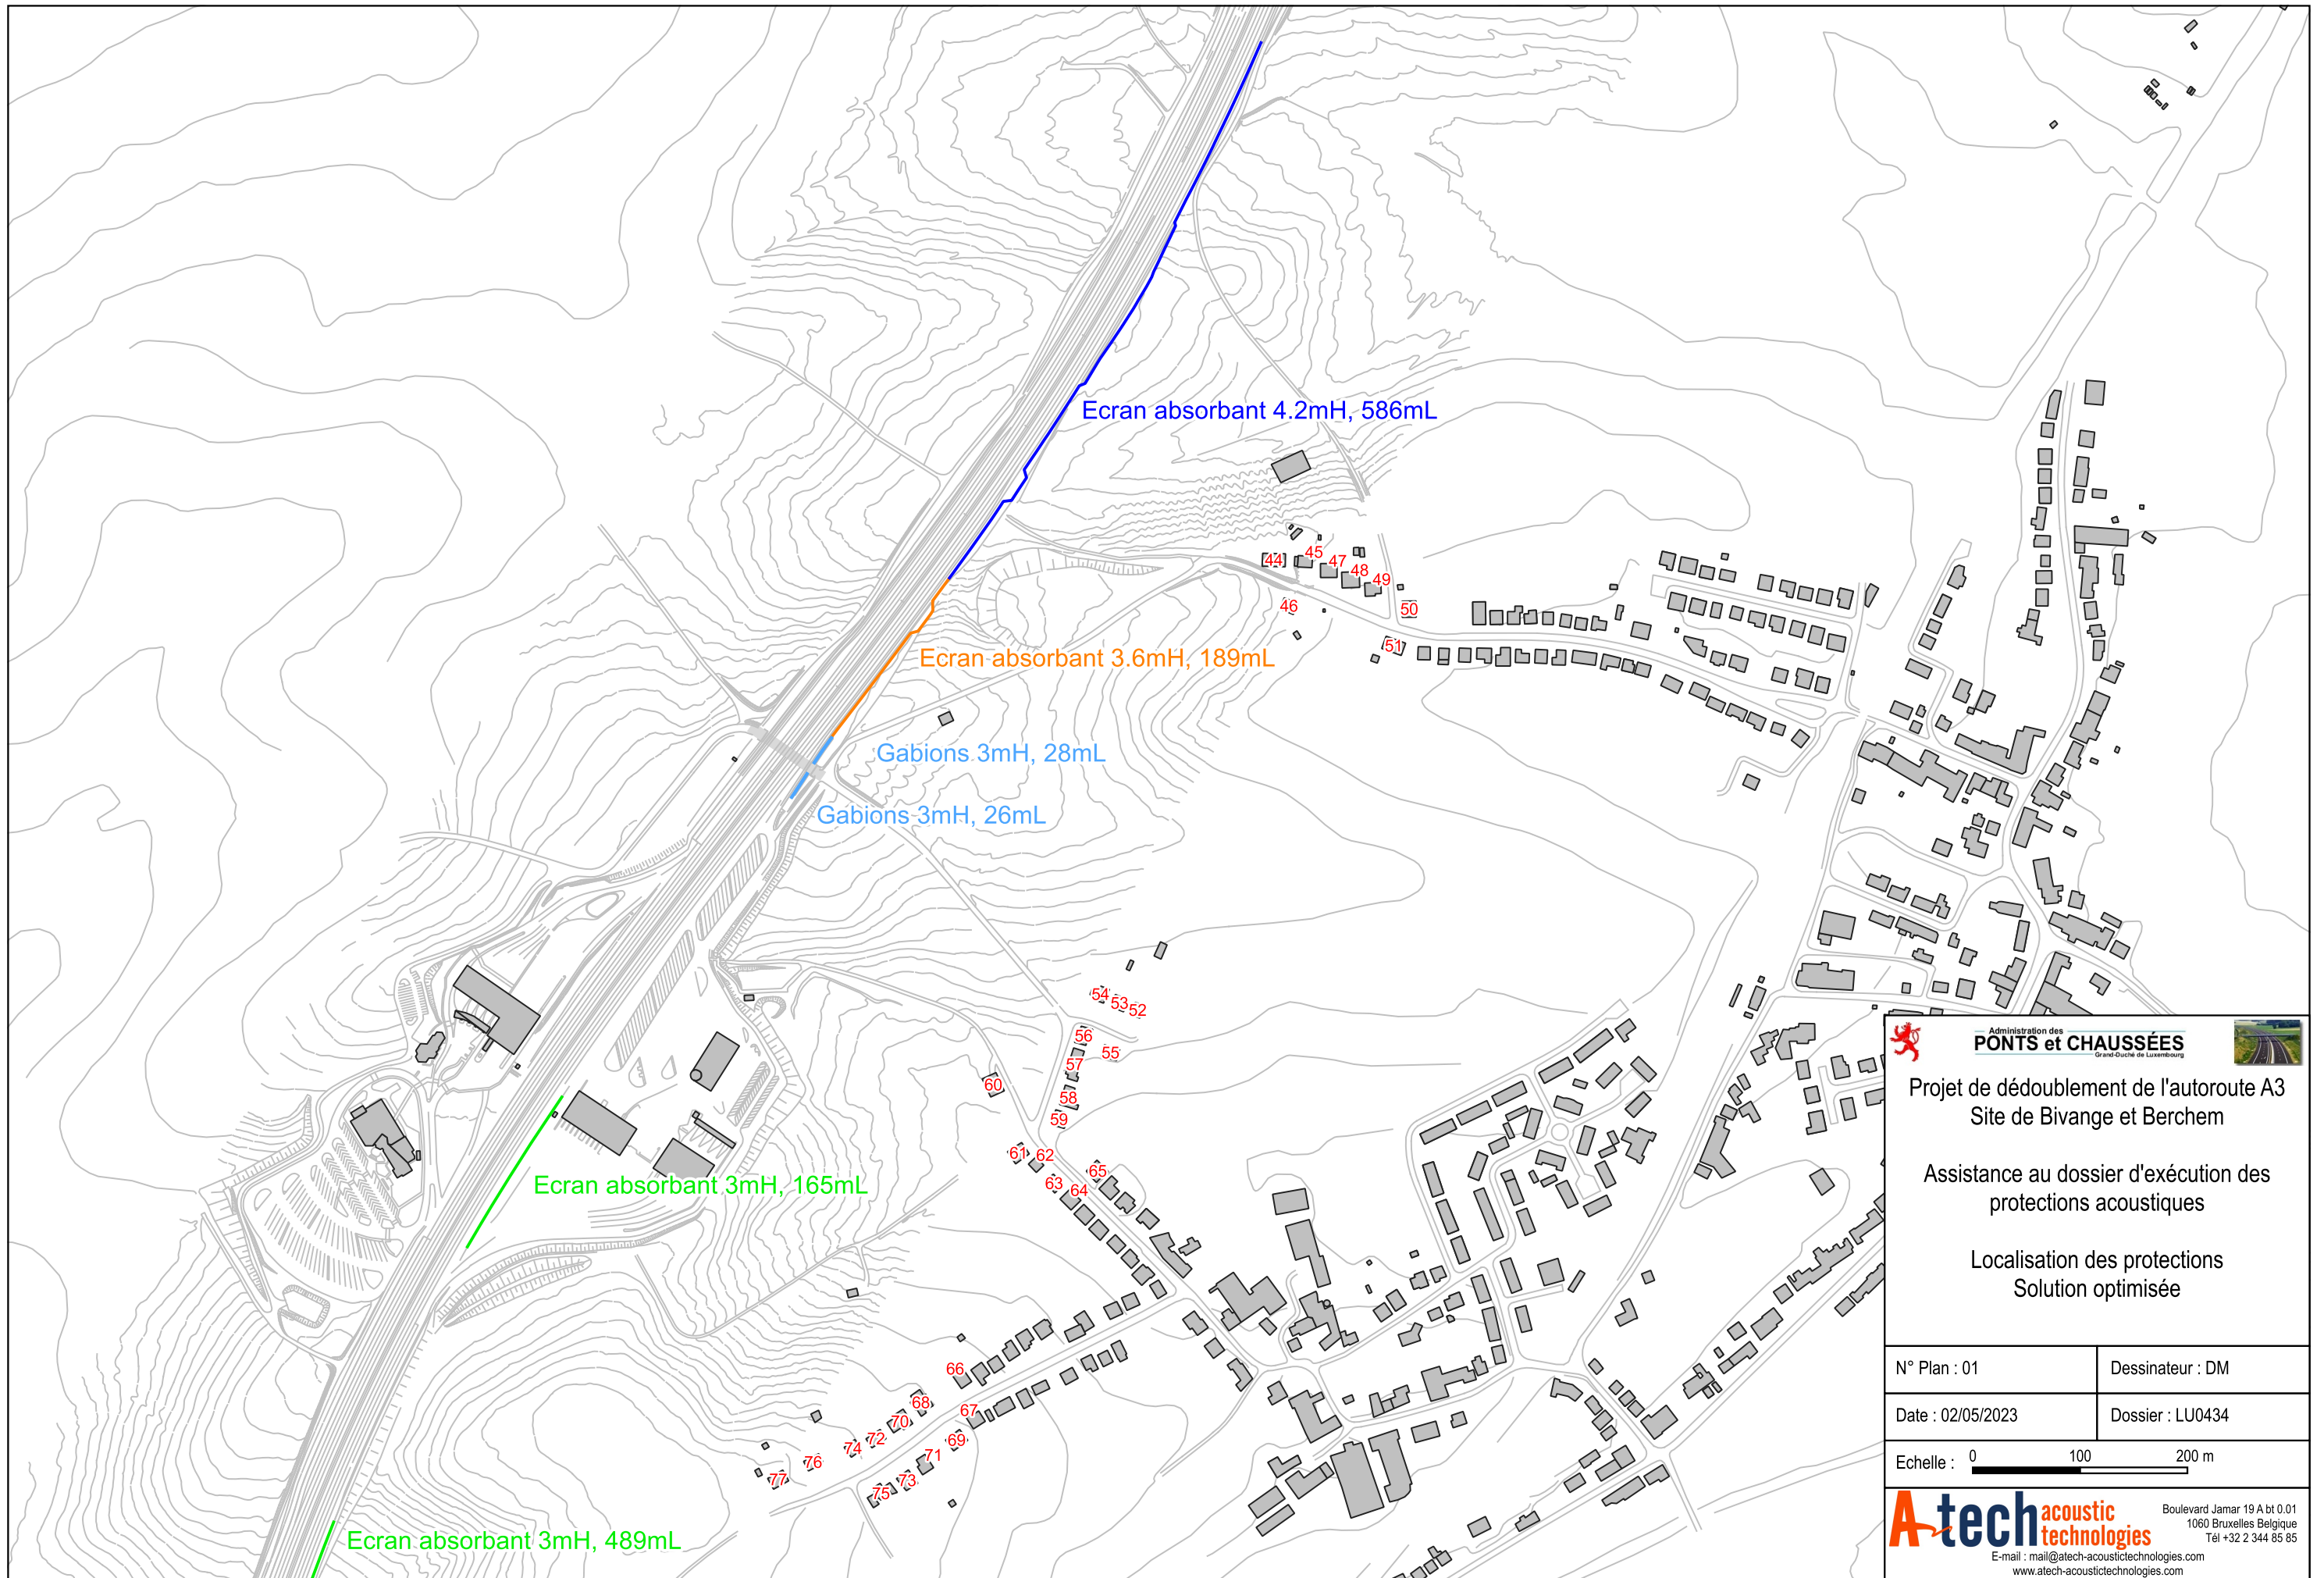 Ecran absorbant 4.2mH, 586mL
44
45
47
48
49
46
50
51
Ecran absorbant 3.6mH, 189mL
Gabions 3mH, 28mL
Gabions 3mH, 26mL
54
53
52
56
55
57
60
58
59
61
62
65
63
64
Ecran absorbant 3mH, 165mL
66
68
67
70
72
69
74
71
76
73
77
75
Ecran absorbant 3mH, 489mL
Administration des
PONTS et CHAUSSÉES
Grand-Duché de Luxembourg
Projet de dédoublement de l'autoroute A3
Site de Bivange et Berchem
Assistance au dossier d'exécution des
protections acoustiques
Localisation des protections
Solution optimisée
N° Plan : 01
Dessinateur : DM
Date : 02/05/2023
Dossier : LU0434
Echelle : 0 100 200 m
A-tech acoustic
technologies
Boulevard Jamar 19 A bt 0.01
1060 Bruxelles Belgique
Tél +32 2 344 85 85
E-mail : mail@atech-acoustictechnologies.com
www.atech-acoustictechnologies.com